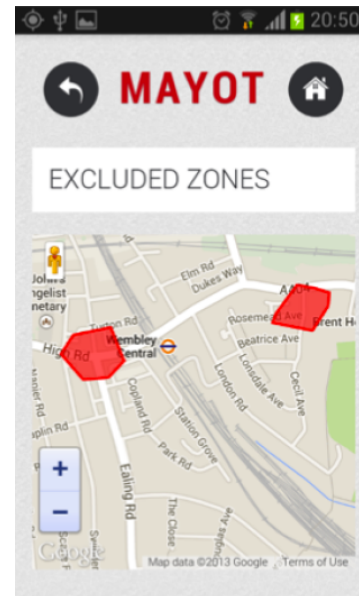 20:50
MAYOT
EXCLUDED ZONES
Elm Rd
Dukes Way
A404
Rosemead Ave
Brent H
Beatrice Ave
Wembley
Central
High Rd
London Rd
Lonsdale Ave
Cecil Ave
Copland Rd
Station Grove
Park Rd
Ealing Rd
The Close
Google
Map data ©2013 Google
Terms of Use